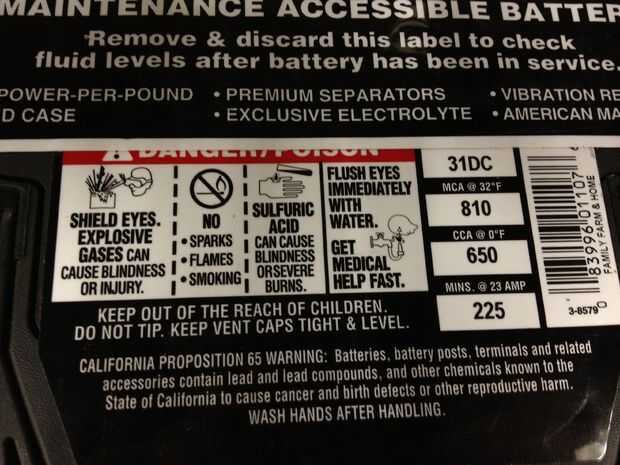 MAINTENANCE ACCESSIBLE BATTER
Remove & discard this label to check
fluid levels after battery has been in service.
POWER-PER-POUND • PREMIUM SEPARATORS • VIBRATION RE
D CASE • EXCLUSIVE ELECTROLYTE • AMERICAN MA
DANGER/POISON
SHIELD EYES.
EXPLOSIVE
GASES CAN
CAUSE BLINDNESS
OR INJURY.
NO
• SPARKS
• FLAMES
• SMOKING
SULFURIC
ACID
CAN CAUSE
BLINDNESS
OR SEVERE
BURNS.
FLUSH EYES
IMMEDIATELY
WITH
WATER.
GET
MEDICAL
HELP FAST.
31DC
MCA @ 32°F
810
CCA @ 0°F
650
MINS. @ 23 AMP
225
83996 01107
FAMILY FARM & HOME
3-8579
0
KEEP OUT OF THE REACH OF CHILDREN.
DO NOT TIP. KEEP VENT CAPS TIGHT & LEVEL.
CALIFORNIA PROPOSITION 65 WARNING: Batteries, battery posts, terminals and related
accessories contain lead and lead compounds, and other chemicals known to the
State of California to cause cancer and birth defects or other reproductive harm.
WASH HANDS AFTER HANDLING.